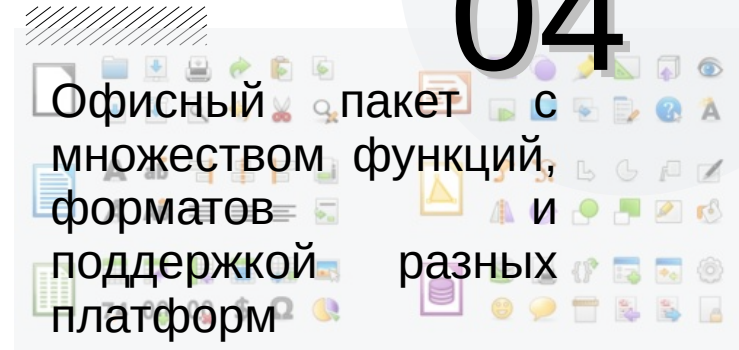 04
Офисный пакет с
множеством функций,
форматов и
поддержкой разных
платформ